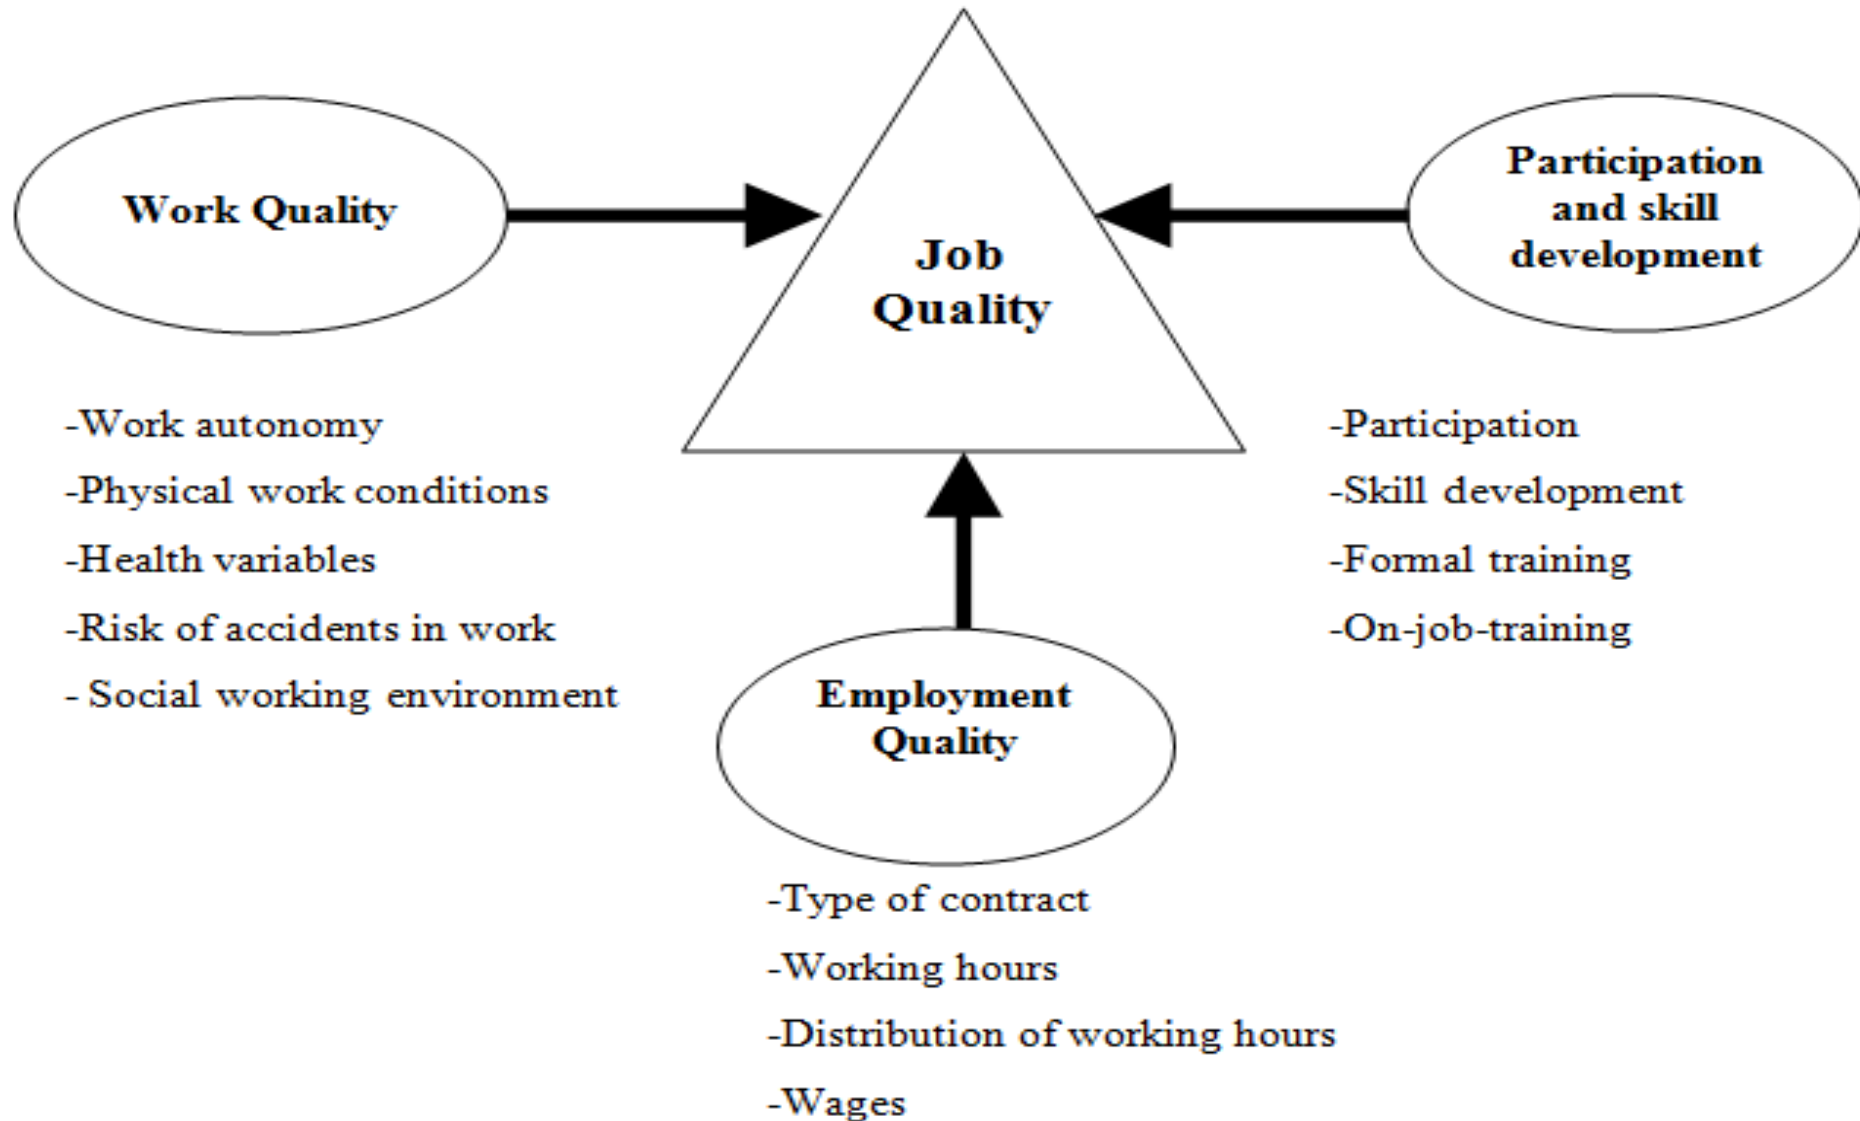 Work Quality
Job
Quality
Participation
and skill
development
-Work autonomy
-Physical work conditions
-Health variables
-Risk of accidents in work
- Social working environment
-Participation
-Skill development
-Formal training
-On-job-training
Employment
Quality
-Type of contract
-Working hours
-Distribution of working hours
-Wages